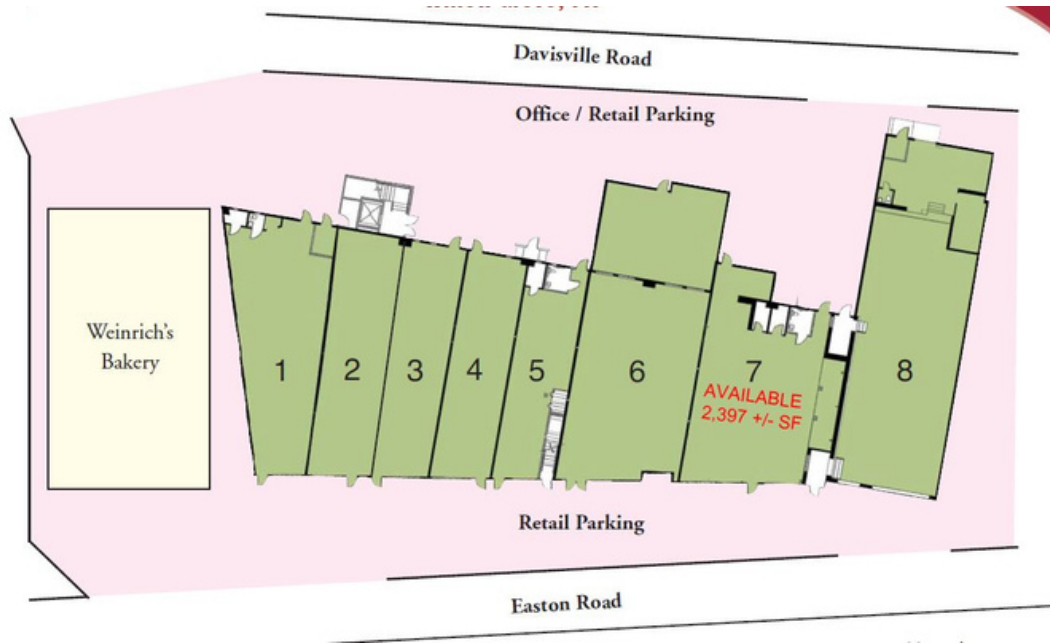 Davisville Road
Office / Retail Parking
Weinrich's
Bakery
1
2
3
4
5
6
7
AVAILABLE
2,397 +/- SF
8
Retail Parking
Easton Road